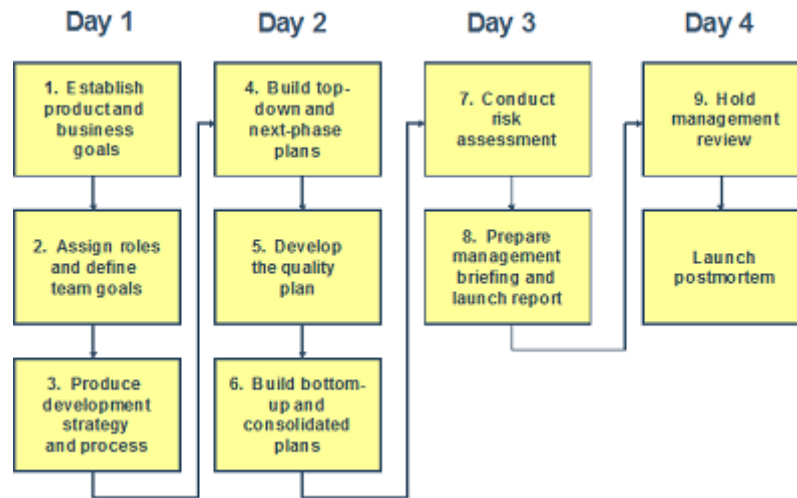 Day 1
1. Establish
product and
business
goals
2. Assign roles
and define
team goals
3. Produce
development
strategy
and process
Day 2
4. Build top-
down and
next-phase
plans
5. Develop
the quality
plan
6. Build bottom-
up and
consolidated
plans
Day 3
7. Conduct
risk
assessment
8. Prepare
management
briefing and
launch report
Day 4
9. Hold
management
review
Launch
postmortem